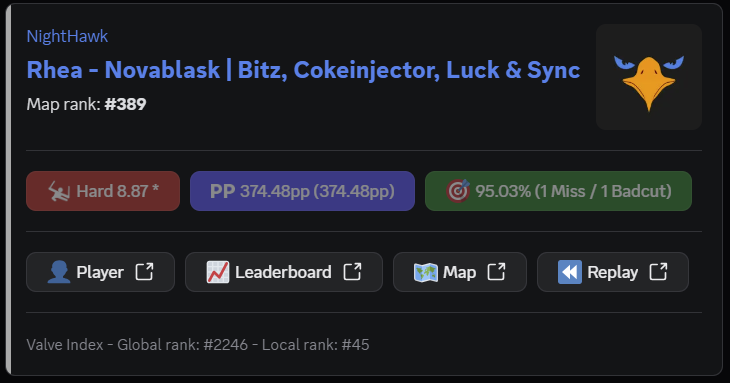 NightHawk
Rhea - Novablask | Bitz, Cokeinjector, Luck & Sync
Map rank: #389
Hard 8.87 *
PP 374.48pp (374.48pp)
95.03% (1 Miss / 1 Badcut)
Player
Leaderboard
Map
Replay
Valve Index - Global rank: #2246 - Local rank: #45